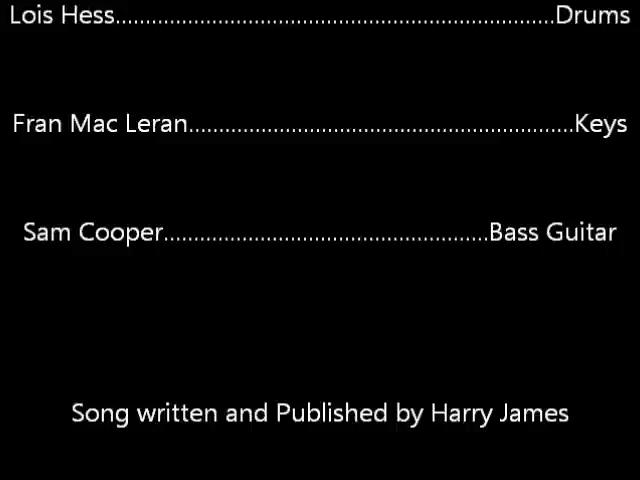 Lois Hess.........................................................................Drums
Fran Mac Leran................................................................Keys
Sam Cooper......................................................Bass Guitar
Song written and Published by Harry James